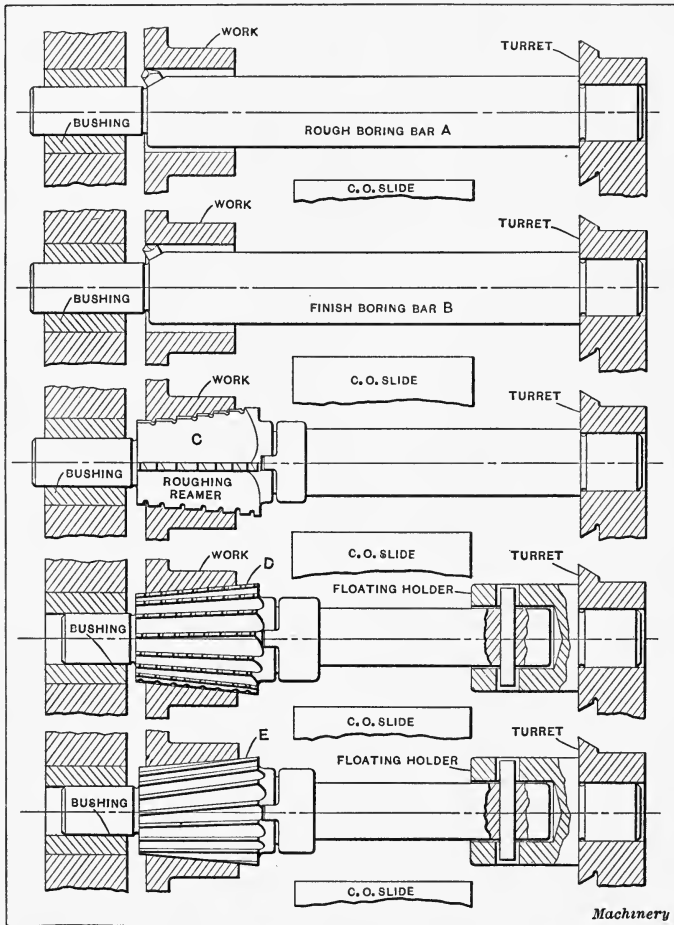 WORK
TURRET
BUSHING
ROUGH BORING BAR A
C.O. SLIDE
WORK
TURRET
BUSHING
FINISH BORING BAR B
C.O. SLIDE
WORK
TURRET
C
BUSHING
ROUGHING
REAMER
C.O. SLIDE
WORK
D
TURRET
FLOATING HOLDER
BUSHING
C.O. SLIDE
E
TURRET
FLOATING HOLDER
BUSHING
C.O. SLIDE
Machinery